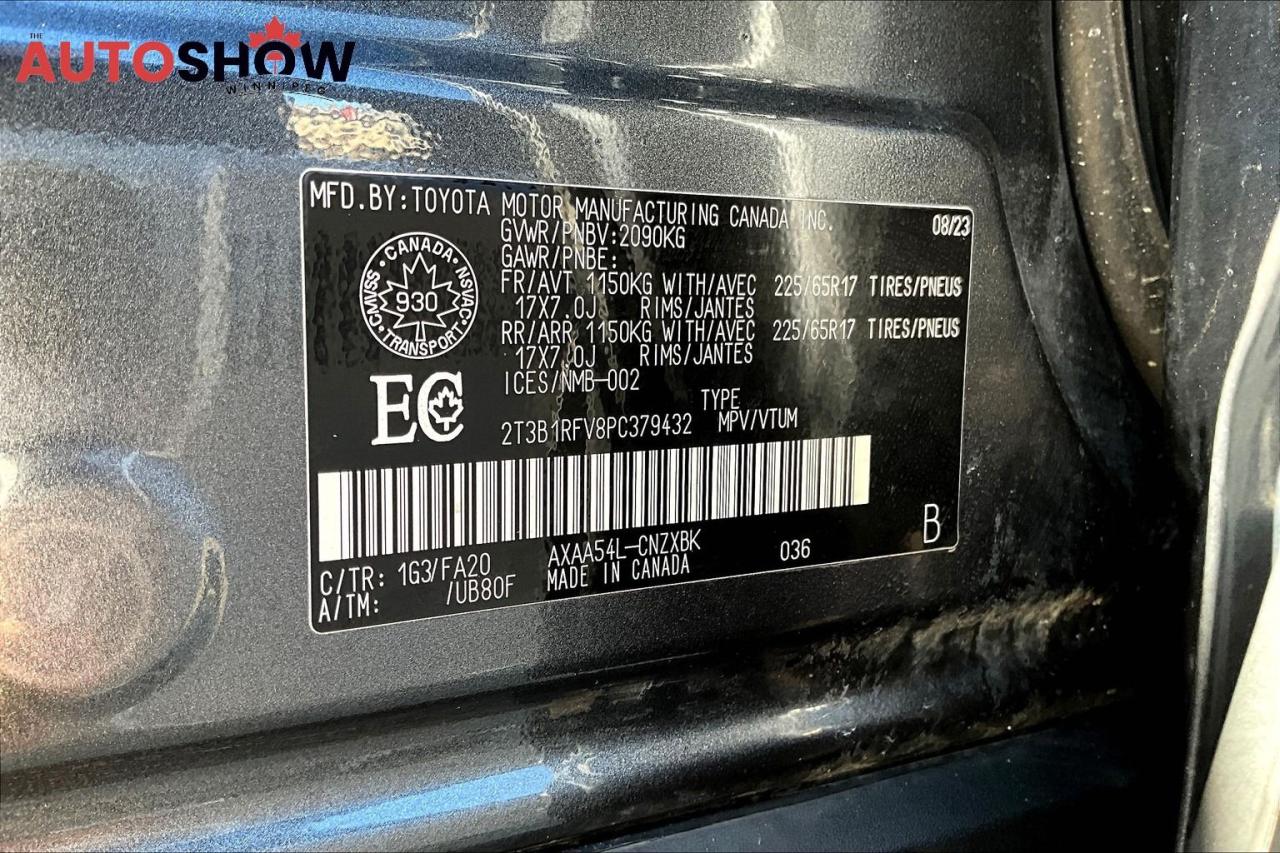 THE
AUTOSHOW
WINNIPEG
MFD.BY:TOYOTA MOTOR MANUFACTURING CANADA INC. 08/23
GVWR/PNBV:2090KG
GAWR/PNBE:
FR/AVT 1150KG WITH/AVEC 225/65R17 TIRES/PNEUS
17X7.0J RIMS/JANTES
RR/ARR 1150KG WITH/AVEC 225/65R17 TIRES/PNEUS
17X7.0J RIMS/JANTES
ICES/NMB-002
CANADA
CMVSS 930 NSVAC
TRANSPORT
EC
TYPE
2T3B1RFV8PC379432 MPV/VTUM
C/TR: 1G3/FA20 AXAA54L-CNZXBK 036 B
A/TM: /UB80F MADE IN CANADA